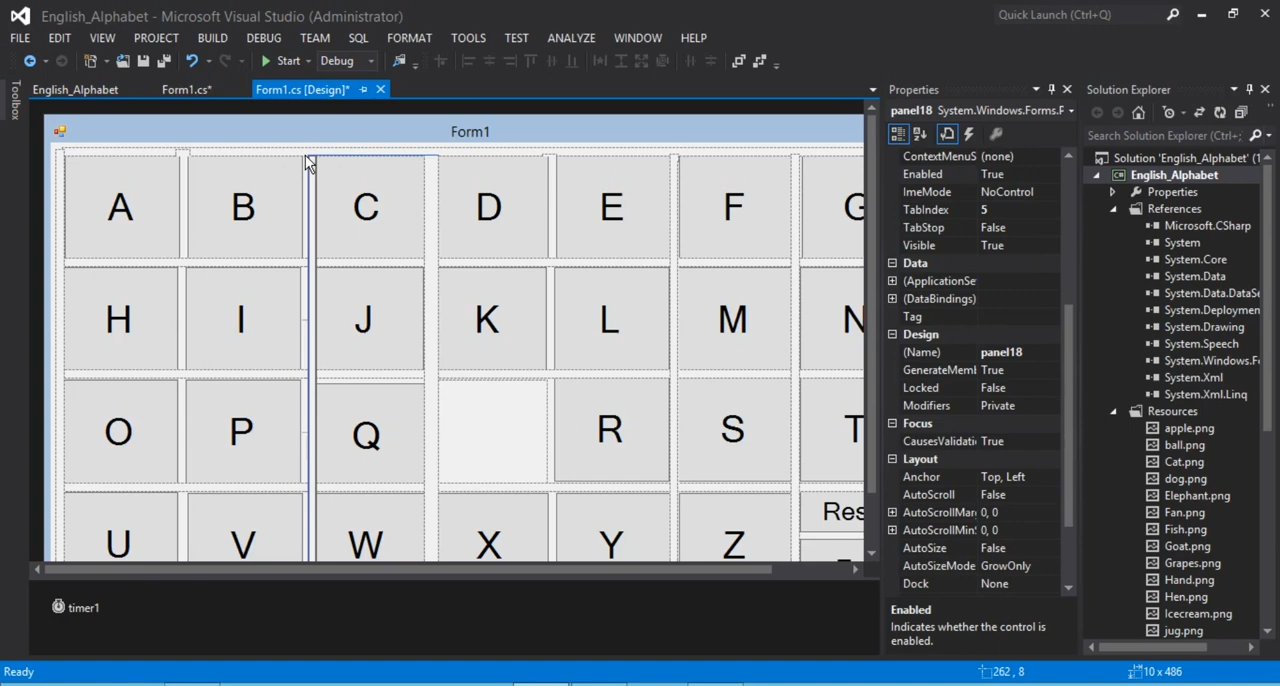 English_Alphabet - Microsoft Visual Studio (Administrator)
Quick Launch (Ctrl+Q)
FILE EDIT VIEW PROJECT BUILD DEBUG TEAM SQL FORMAT TOOLS TEST ANALYZE WINDOW HELP
Start Debug
Toolbox
English_Alphabet Form1.cs* Form1.cs [Design]*
Form1
A B C D E F G
H I J K L M N
O P Q R S T
U V W X Y Z
Res
timer1
Properties
panel18 System.Windows.Forms.P
ContextMenuS (none)
Enabled True
ImeMode NoControl
TabIndex 5
TabStop False
Visible True
Data
(ApplicationSe
(DataBindings)
Tag
Design
(Name) panel18
GenerateMeml True
Locked False
Modifiers Private
Focus
CausesValidati True
Layout
Anchor Top, Left
AutoScroll False
AutoScrollMar 0, 0
AutoScrollMin 0, 0
AutoSize False
AutoSizeMode GrowOnly
Dock None
Enabled
Indicates whether the control is
enabled.
Solution Explorer
Search Solution Explorer (Ctrl+;
Solution 'English_Alphabet' (1
English_Alphabet
Properties
References
Microsoft.CSharp
System
System.Core
System.Data
System.Data.DataSe
System.Deploymen
System.Drawing
System.Speech
System.Windows.Fo
System.Xml
System.Xml.Linq
Resources
apple.png
ball.png
Cat.png
dog.png
Elephant.png
Fan.png
Fish.png
Goat.png
Grapes.png
Hand.png
Hen.png
Icecream.png
jug.png
Ready
262 , 8
10 x 486